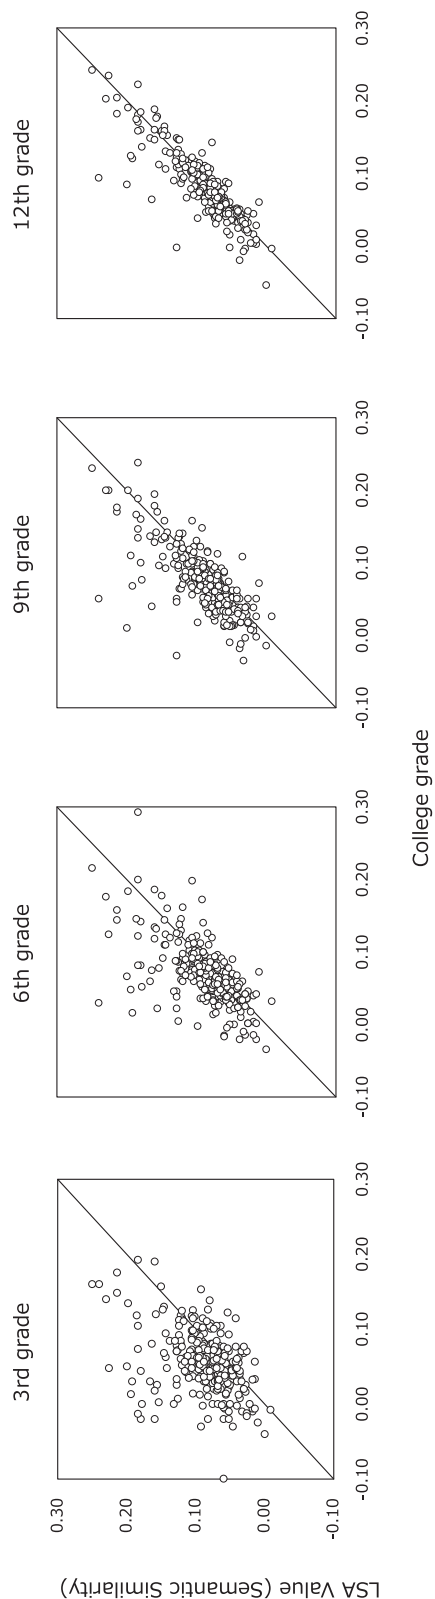 3rd grade
6th grade
9th grade
12th grade
LSA Value (Semantic Similarity)
0.30
0.20
0.10
0.00
-0.10
-0.10 0.00 0.10 0.20 0.30
-0.10 0.00 0.10 0.20 0.30
-0.10 0.00 0.10 0.20 0.30
-0.10 0.00 0.10 0.20 0.30
College grade